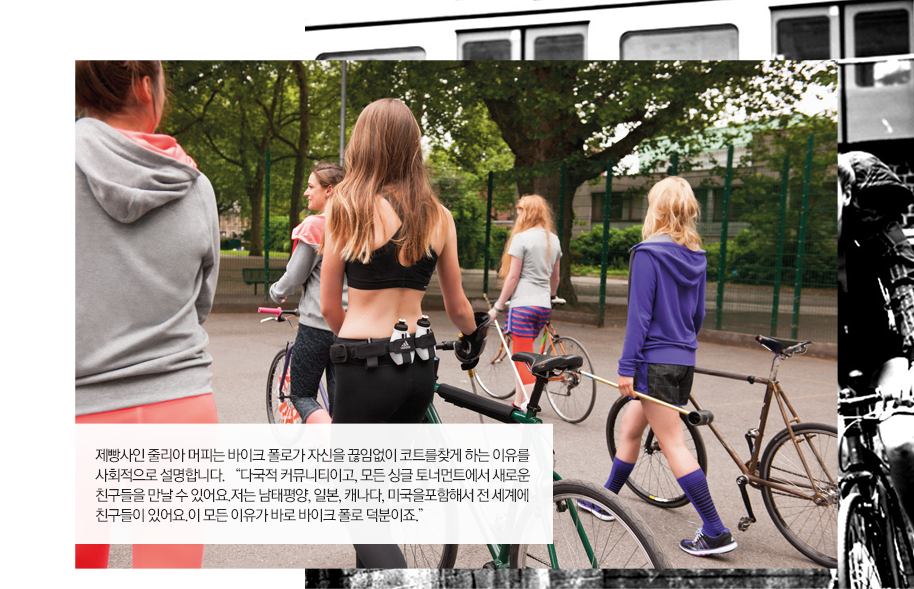 제빵사인 줄리아 머피는 바이크 폴로가 자신을 끊임없이 코트를찾게 하는 이유를
사회적으로 설명합니다. “다국적 커뮤니티이고, 모든 싱글 토너먼트에서 새로운
친구들을 만날 수 있어요.저는 남태평양, 일본, 캐나다, 미국을포함해서 전 세계에
친구들이 있어요.이 모든 이유가 바로 바이크 폴로 덕분이죠.”
adidas